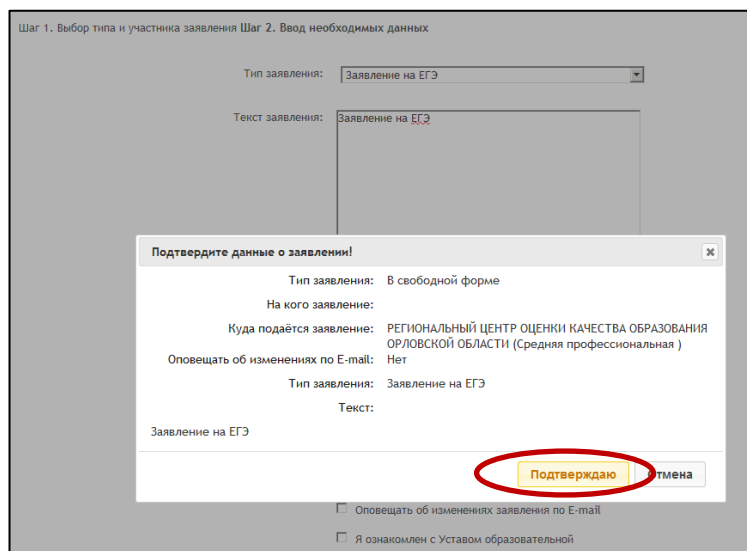 Шаг 1. Выбор типа и участника заявления Шаг 2. Ввод необходимых данных
Тип заявления: Заявление на ЕГЭ
Текст заявления: Заявление на ЕГЭ
Подтвердите данные о заявлении!
Тип заявления: В свободной форме
На кого заявление:
Куда подаётся заявление: РЕГИОНАЛЬНЫЙ ЦЕНТР ОЦЕНКИ КАЧЕСТВА ОБРАЗОВАНИЯ
ОРЛОВСКОЙ ОБЛАСТИ (Средняя профессиональная )
Оповещать об изменениях по E-mail: Нет
Тип заявления: Заявление на ЕГЭ
Текст:
Заявление на ЕГЭ
Подтверждаю Отмена
Оповещать об изменениях заявления по E-mail
Я ознакомлен с Уставом образовательной